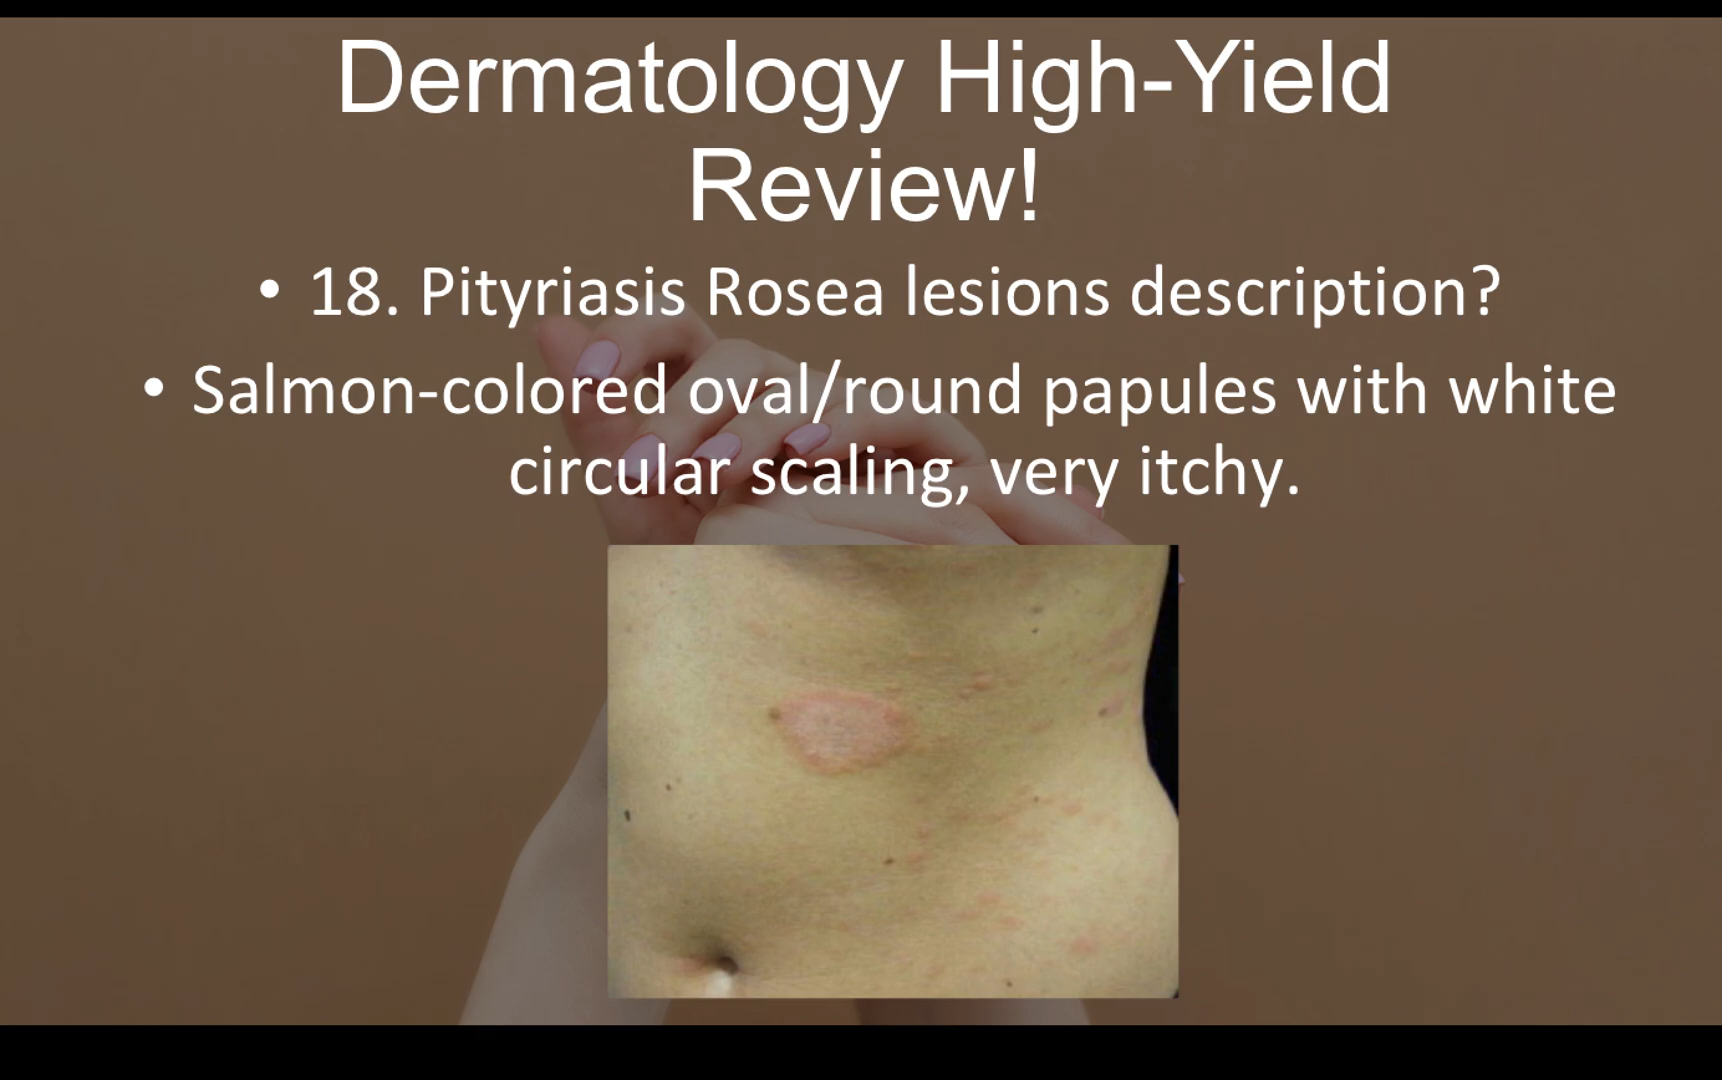 Dermatology High-Yield
Review!
• 18. Pityriasis Rosea lesions description?
• Salmon-colored oval/round papules with white
circular scaling, very itchy.